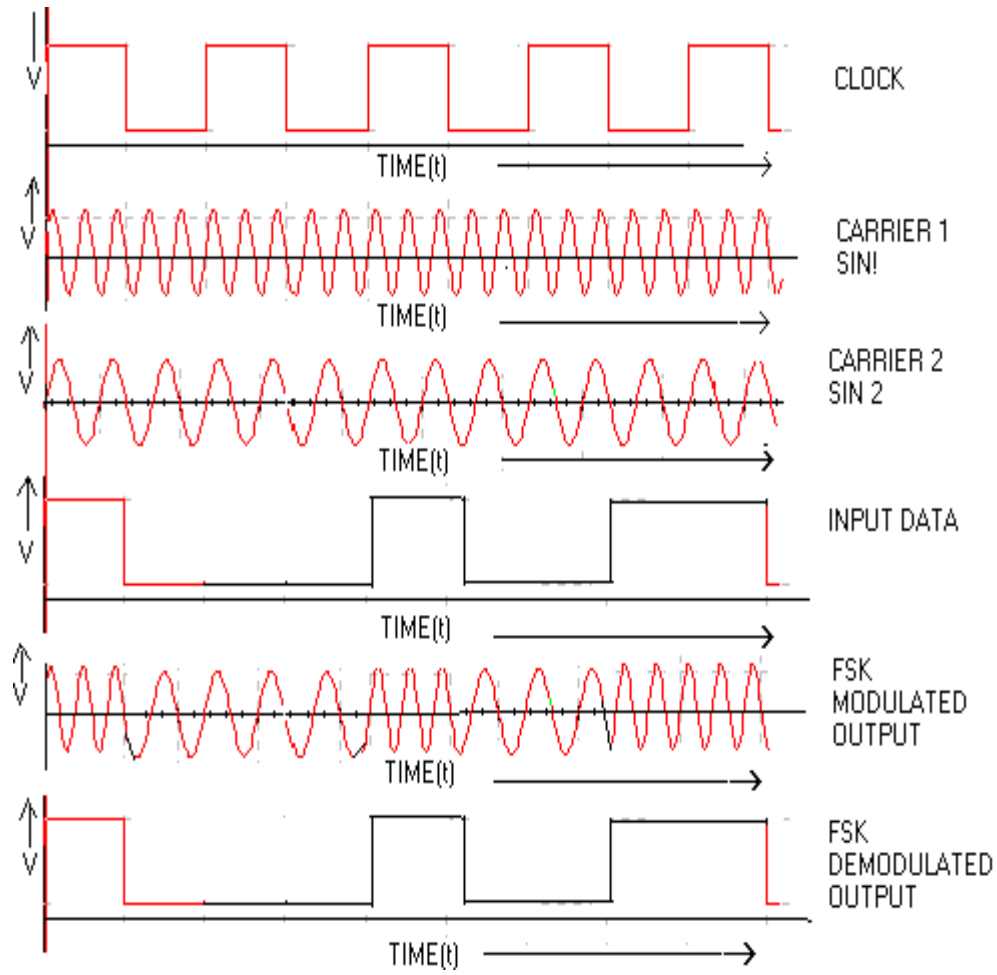 V
CLOCK
TIME(t)
V
CARRIER 1
SIN!
TIME(t)
V
CARRIER 2
SIN 2
TIME(t)
V
INPUT DATA
TIME(t)
V
FSK
MODULATED
OUTPUT
TIME(t)
V
FSK
DEMODULATED
OUTPUT
TIME(t)